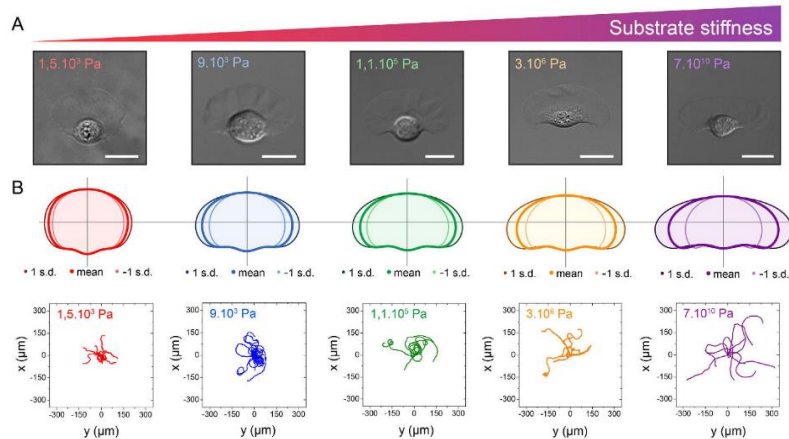 A
Substrate stiffness
1,5.10³ Pa
9.10³ Pa
1,1.10⁵ Pa
3.10⁶ Pa
7.10¹⁰ Pa
B
1 s.d. mean -1 s.d.
1 s.d. mean -1 s.d.
1 s.d. mean -1 s.d.
1 s.d. mean -1 s.d.
1 s.d. mean -1 s.d.
1,5.10³ Pa
9.10³ Pa
1,1.10⁵ Pa
3.10⁶ Pa
7.10¹⁰ Pa
x (µm)
300
150
0
-150
-300
-300 -150 0 150 300
y (µm)
x (µm)
300
150
0
-150
-300
-300 -150 0 150 300
y (µm)
x (µm)
300
150
0
-150
-300
-300 -150 0 150 300
y (µm)
x (µm)
300
150
0
-150
-300
-300 -150 0 150 300
y (µm)
x (µm)
300
150
0
-150
-300
-300 -150 0 150 300
y (µm)